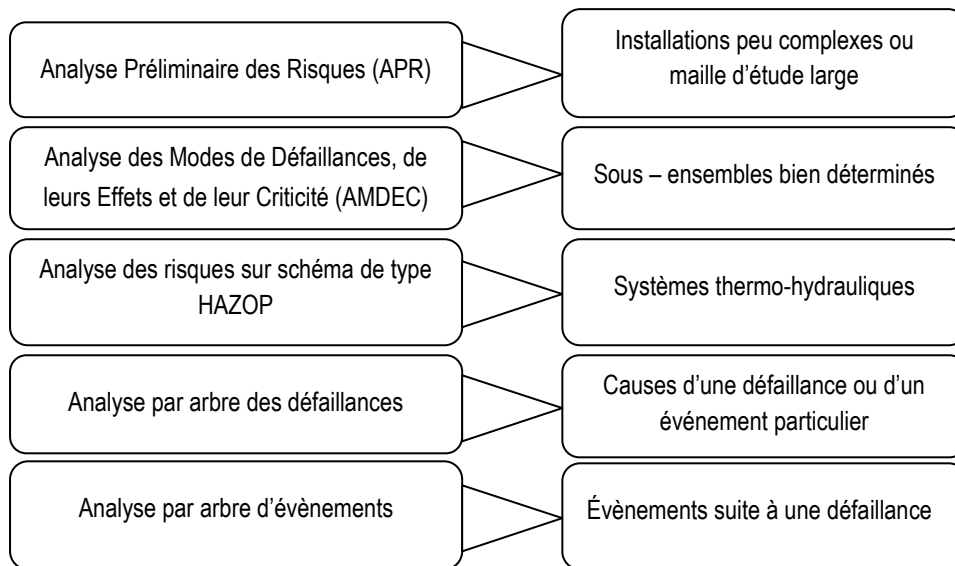 Analyse Préliminaire des Risques (APR)
Installations peu complexes ou
maille d'étude large
Analyse des Modes de Défaillances, de
leurs Effets et de leur Criticité (AMDEC)
Sous – ensembles bien déterminés
Analyse des risques sur schéma de type
HAZOP
Systèmes thermo-hydrauliques
Analyse par arbre des défaillances
Causes d'une défaillance ou d'un
événement particulier
Analyse par arbre d'évènements
Évènements suite à une défaillance